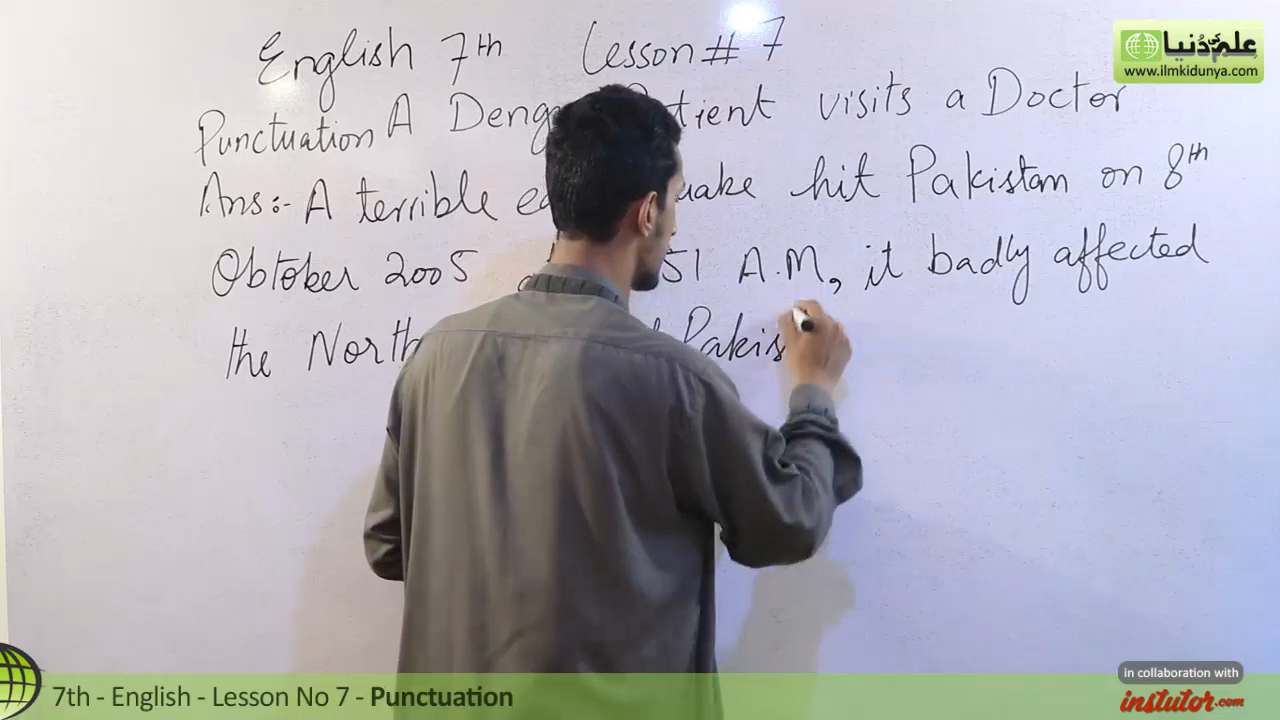 English 7th Lesson # 7
Punctuation A Deng tient visits a Doctor
Ans:- A terrible ea uake hit Pakistan on 8th
Obtober 2005 51 A.M, it badly affected
the North Pakis
علم کی دنیا
www.ilmkidunya.com
7th - English - Lesson No 7 - Punctuation
in collaboration with
instutor.com